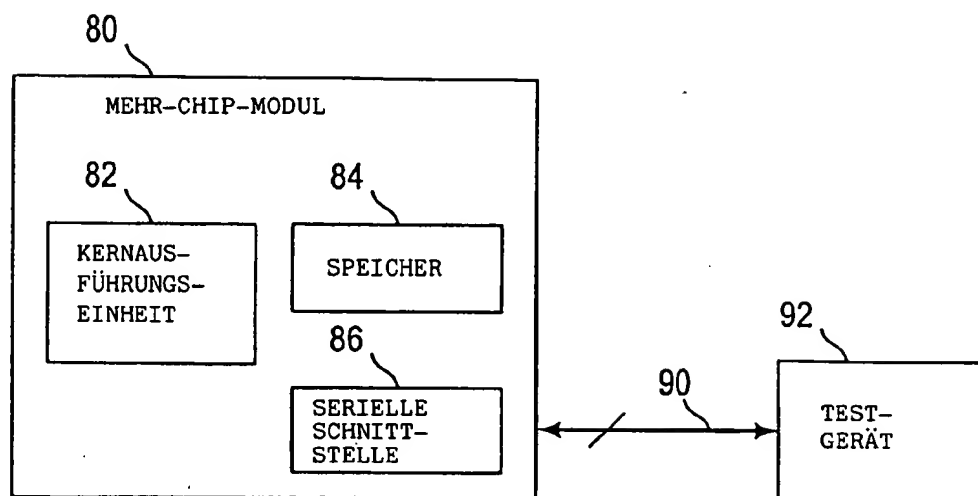 80
MEHR-CHIP-MODUL
82
KERNAUS-
FÜHRUNGS-
EINHEIT
84
SPEICHER
86
SERIELLE
SCHNITT-
STELLE
90
92
TEST-
GERÄT